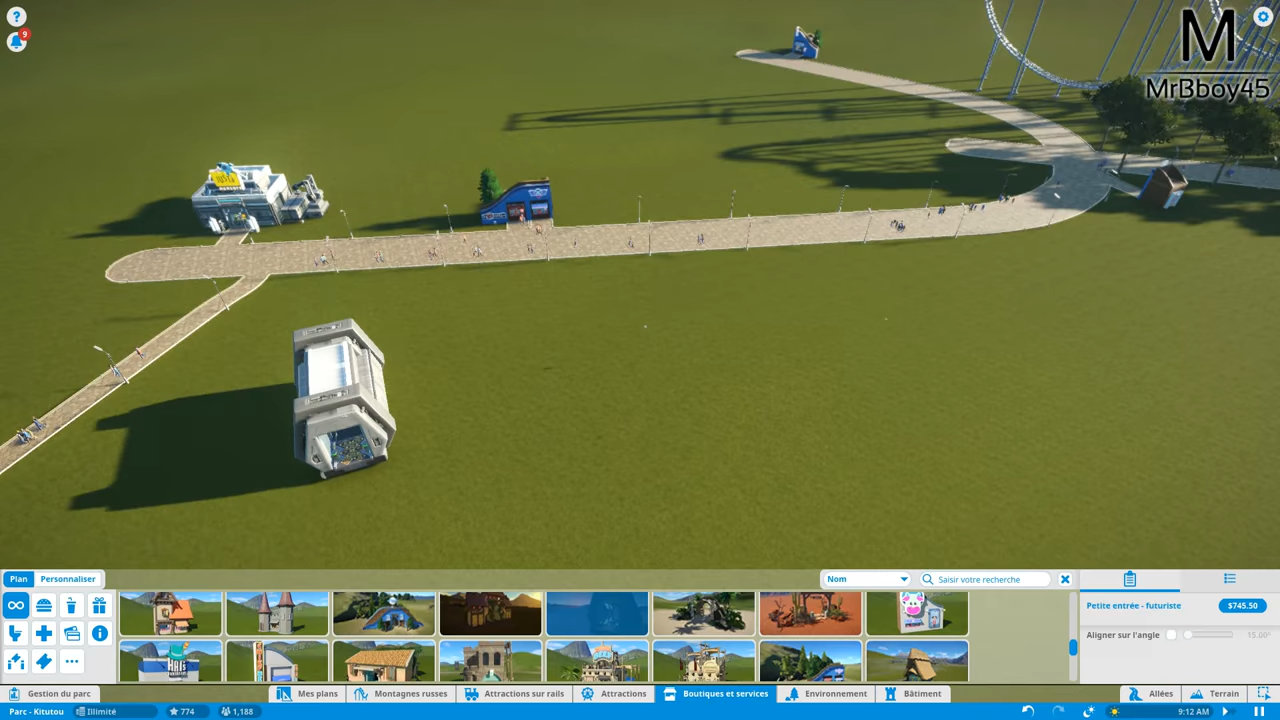 ?
9
M
MrBboy45
Plan
Personnaliser
Nom
Saisir votre recherche
Petite entrée - futuriste
$745.50
Aligner sur l'angle
15.00°
Gestion du parc
Mes plans
Montagnes russes
Attractions sur rails
Attractions
Boutiques et services
Environnement
Bâtiment
Allées
Terrain
Parc - Kitutou
Illimité
774
1,188
9:12 AM